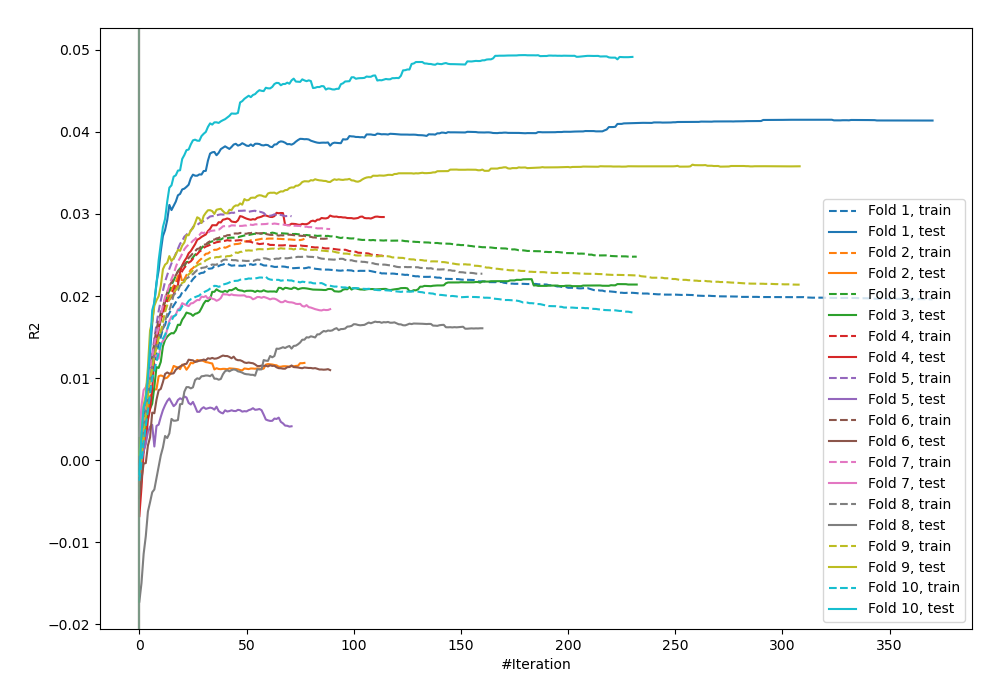 0.05
0.04
0.03
0.02
0.01
0.00
−0.01
−0.02
R2
0
50
100
150
200
250
300
350
#Iteration
Fold 1, train
Fold 1, test
Fold 2, train
Fold 2, test
Fold 3, train
Fold 3, test
Fold 4, train
Fold 4, test
Fold 5, train
Fold 5, test
Fold 6, train
Fold 6, test
Fold 7, train
Fold 7, test
Fold 8, train
Fold 8, test
Fold 9, train
Fold 9, test
Fold 10, train
Fold 10, test